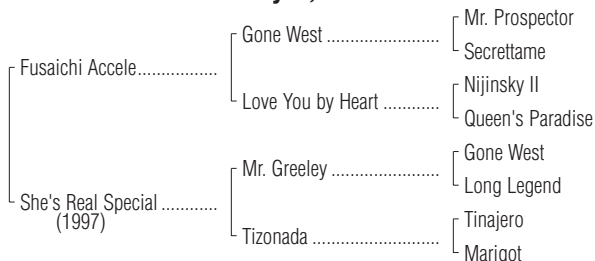 Mr. Prospector
Gone West
Secrettame
Fusaichi Accele
Nijinsky II
Love You by Heart
Queen's Paradise
Gone West
Mr. Greeley
Long Legend
She's Real Special
(1997)
Tinajero
Tizonada
Marigot